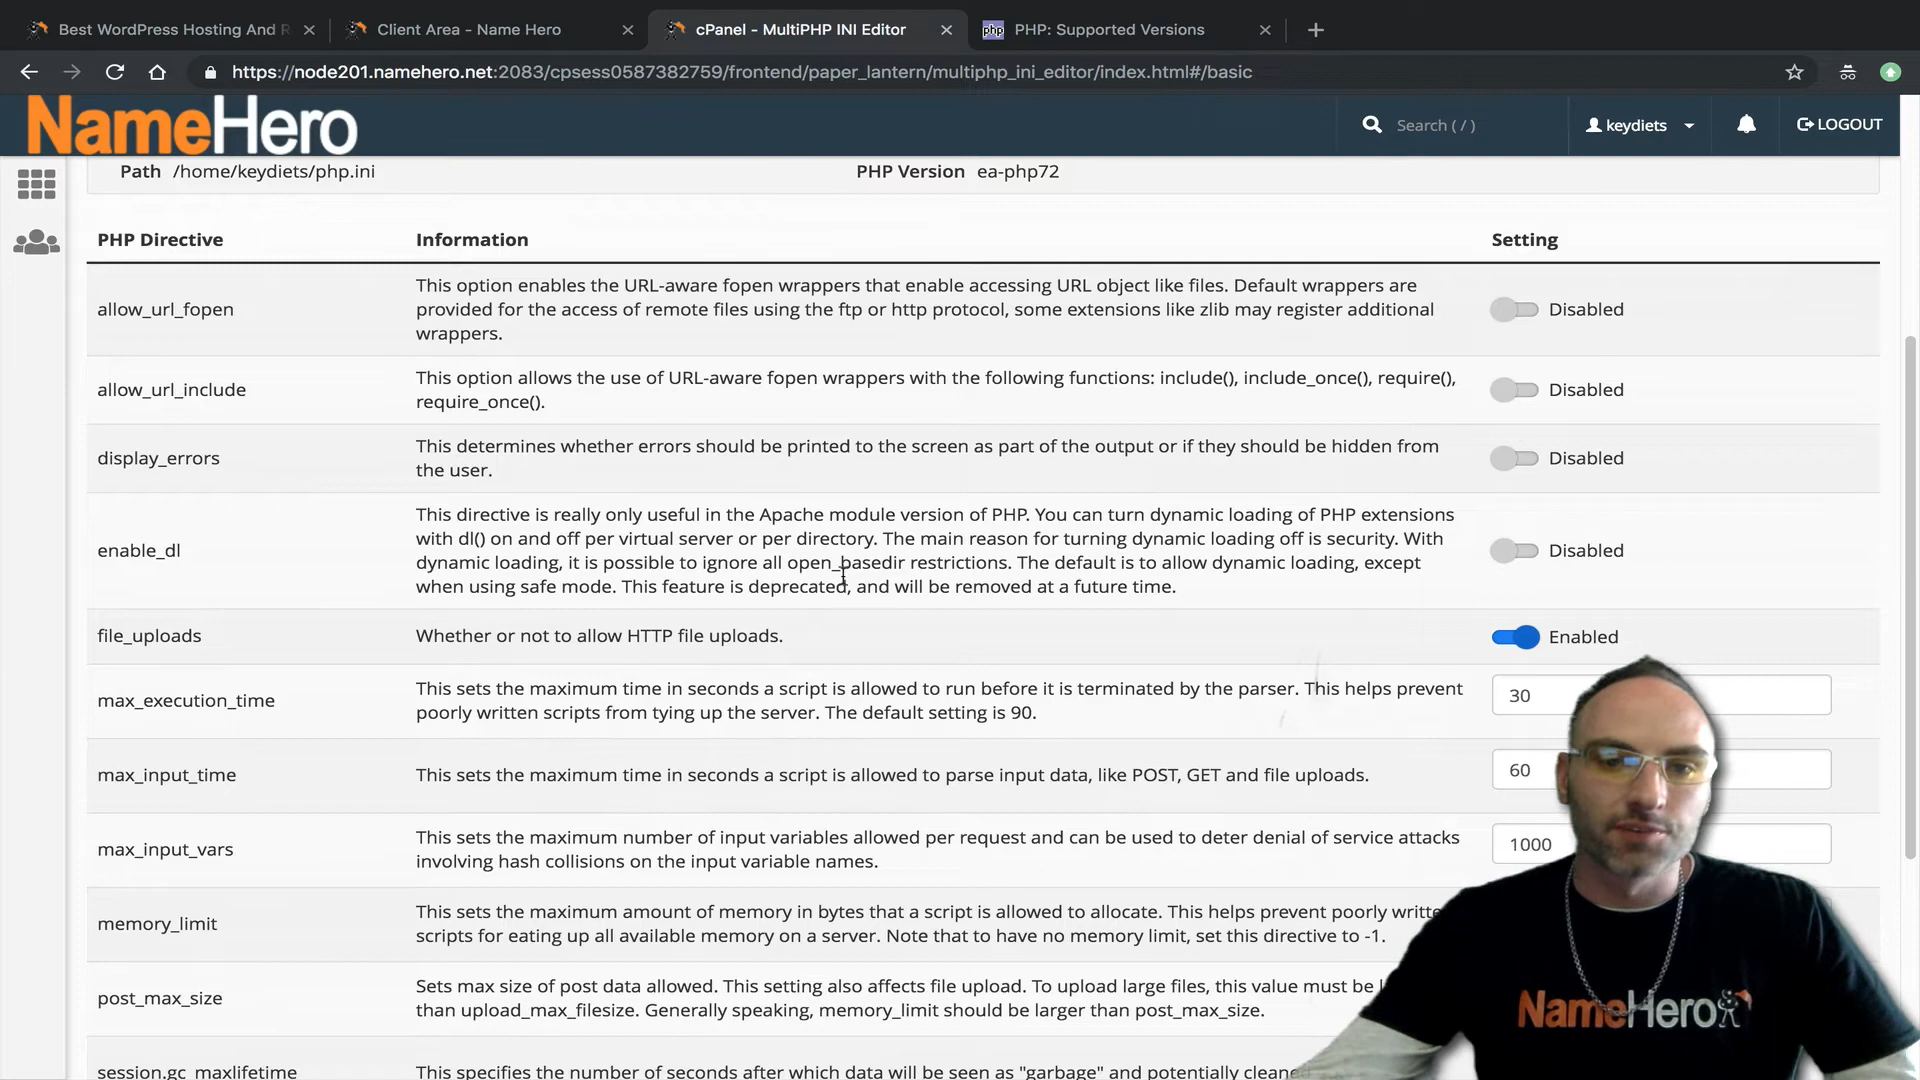 Best WordPress Hosting And R
Client Area - Name Hero
cPanel - MultiPHP INI Editor
php
PHP: Supported Versions
https://node201.namehero.net:2083/cpsess0587382759/frontend/paper_lantern/multiphp_ini_editor/index.html#/basic
NameHero
Search ( / )
keydiets
LOGOUT
Path /home/keydiets/php.ini
PHP Version ea-php72
PHP Directive
Information
Setting
allow_url_fopen
This option enables the URL-aware fopen wrappers that enable accessing URL object like files. Default wrappers are
provided for the access of remote files using the ftp or http protocol, some extensions like zlib may register additional
wrappers.
Disabled
allow_url_include
This option allows the use of URL-aware fopen wrappers with the following functions: include(), include_once(), require(),
require_once().
Disabled
display_errors
This determines whether errors should be printed to the screen as part of the output or if they should be hidden from
the user.
Disabled
enable_dl
This directive is really only useful in the Apache module version of PHP. You can turn dynamic loading of PHP extensions
with dl() on and off per virtual server or per directory. The main reason for turning dynamic loading off is security. With
dynamic loading, it is possible to ignore all open_basedir restrictions. The default is to allow dynamic loading, except
when using safe mode. This feature is deprecated, and will be removed at a future time.
Disabled
file_uploads
Whether or not to allow HTTP file uploads.
Enabled
max_execution_time
This sets the maximum time in seconds a script is allowed to run before it is terminated by the parser. This helps prevent
poorly written scripts from tying up the server. The default setting is 90.
30
max_input_time
This sets the maximum time in seconds a script is allowed to parse input data, like POST, GET and file uploads.
60
max_input_vars
This sets the maximum number of input variables allowed per request and can be used to deter denial of service attacks
involving hash collisions on the input variable names.
1000
memory_limit
This sets the maximum amount of memory in bytes that a script is allowed to allocate. This helps prevent poorly writte
scripts for eating up all available memory on a server. Note that to have no memory limit, set this directive to -1.
post_max_size
Sets max size of post data allowed. This setting also affects file upload. To upload large files, this value must be
than upload_max_filesize. Generally speaking, memory_limit should be larger than post_max_size.
session.gc_maxlifetime
This specifies the number of seconds after which data will be seen as "garbage" and potentially cleaned
NameHero